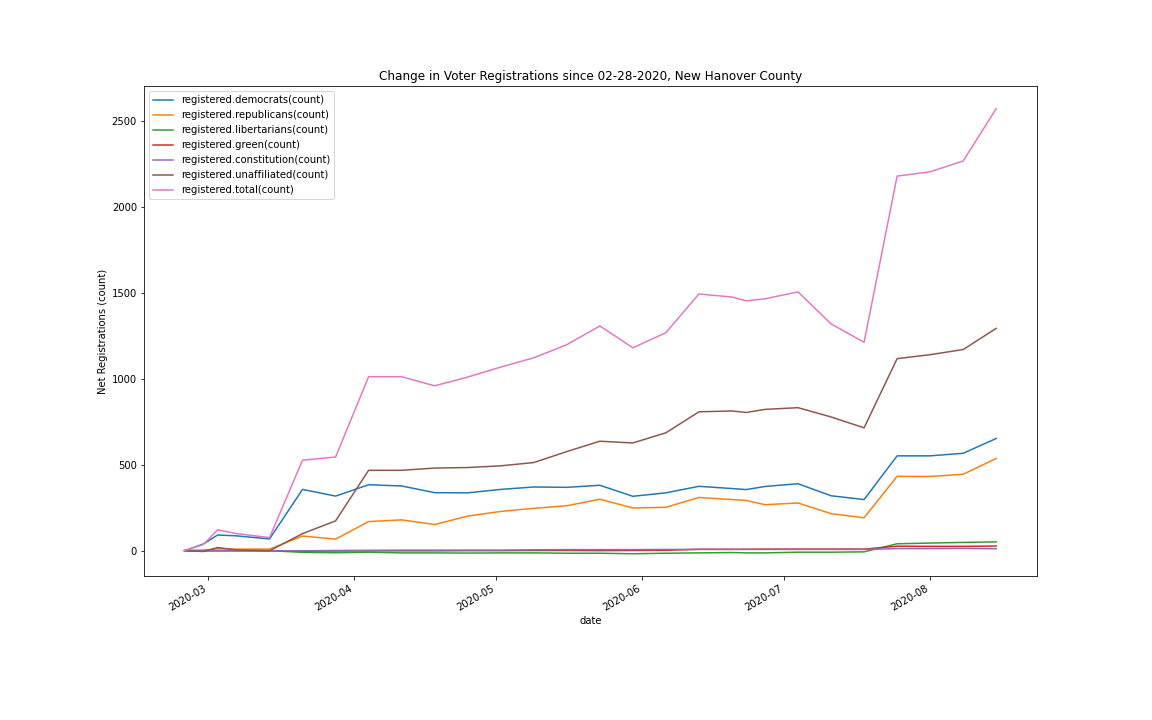 Change in Voter Registrations since 02-28-2020, New Hanover County
registered.democrats(count)
registered.republicans(count)
registered.libertarians(count)
registered.green(count)
registered.constitution(count)
registered.unaffiliated(count)
registered.total(count)
Net Registrations (count)
2500
2000
1500
1000
500
0
2020-03
2020-04
2020-05
2020-06
2020-07
2020-08
date